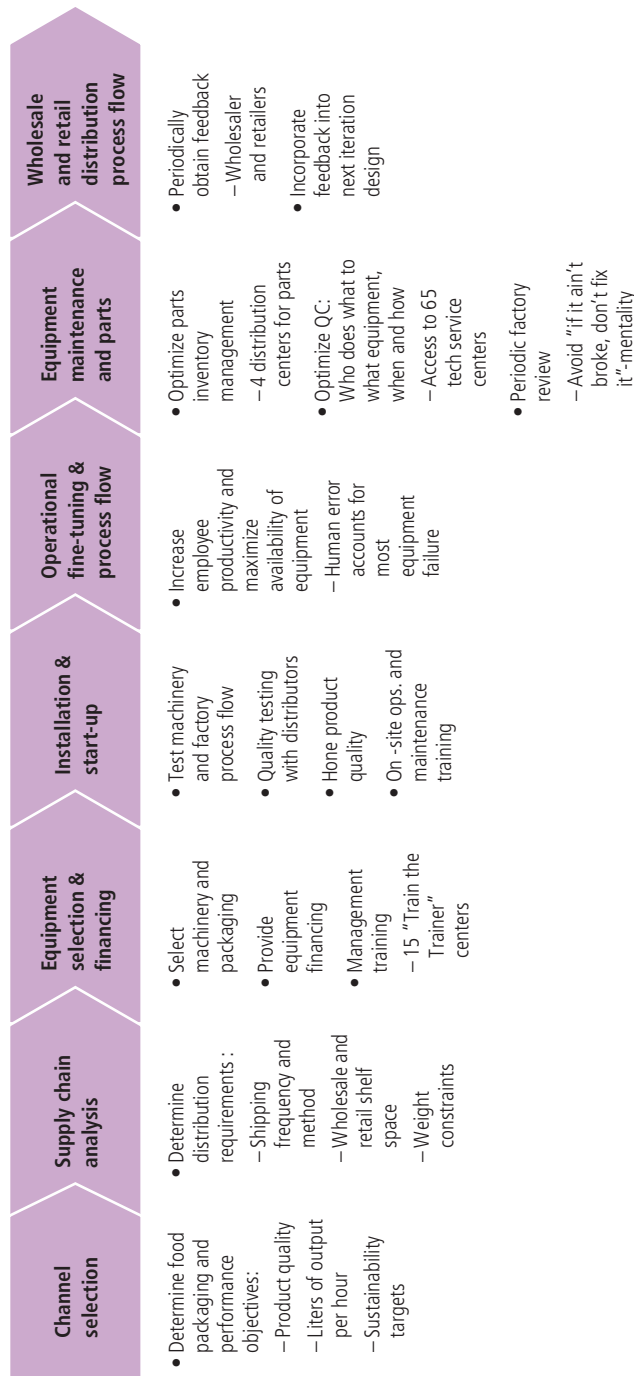 Channel
selection
• Determine food
packaging and
performance
objectives:
– Product quality
– Liters of output
per hour
– Sustainability
targets
Supply chain
analysis
• Determine
distribution
requirements :
– Shipping
frequency and
method
– Wholesale and
retail shelf
space
– Weight
constraints
Equipment
selection &
financing
• Select
machinery and
packaging
• Provide
equipment
financing
• Management
training
– 15 “Train the
Trainer”
centers
Installation &
start-up
• Test machinery
and factory
process flow
• Quality testing
with distributors
• Hone product
quality
• On -site ops. and
maintenance
training
Operational
fine-tuning &
process flow
• Increase
employee
productivity and
maximize
availability of
equipment
– Human error
accounts for
most
equipment
failure
Equipment
maintenance
and parts
• Optimize parts
inventory
management
– 4 distribution
centers for parts
• Optimize QC:
Who does what to
what equipment,
when and how
– Access to 65
tech service
centers
• Periodic factory
review
– Avoid “if it ain’t
broke, don’t fix
it”-mentality
Wholesale
and retail
distribution
process flow
• Periodically
obtain feedback
– Wholesaler
and retailers
• Incorporate
feedback into
next iteration
design